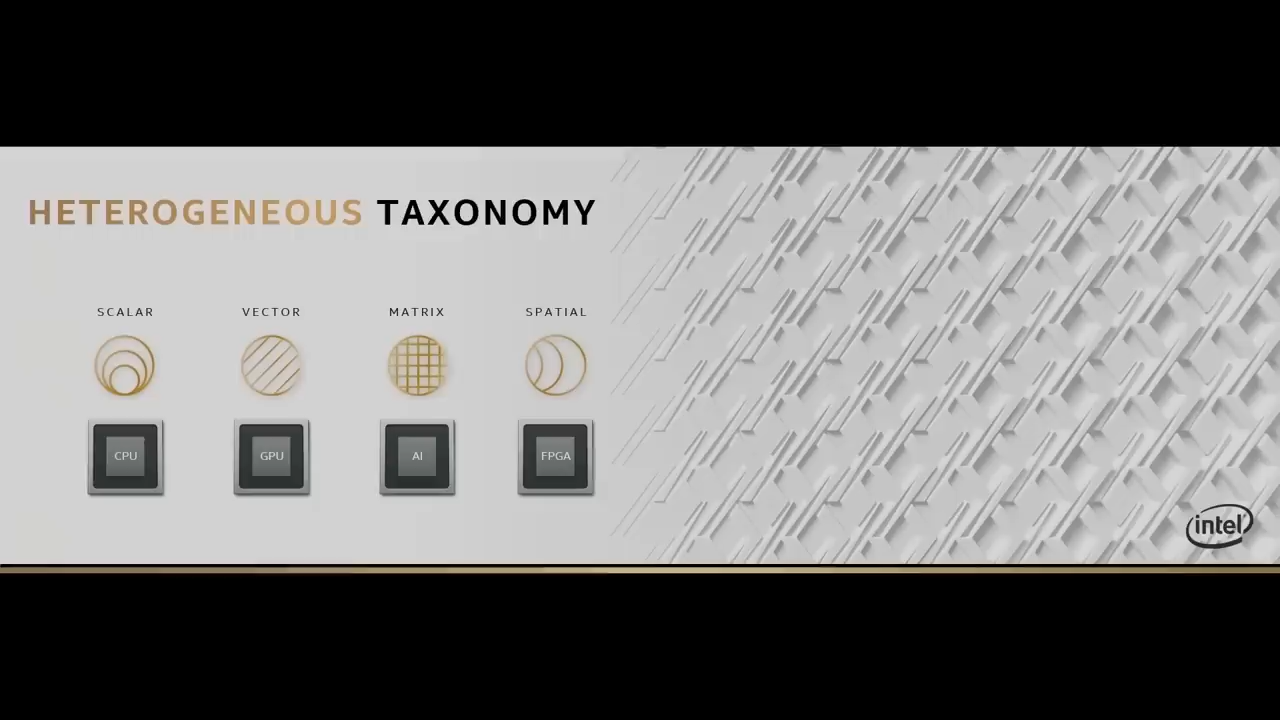 HETEROGENEOUS TAXONOMY
SCALAR VECTOR MATRIX SPATIAL
CPU GPU AI FPGA
intel